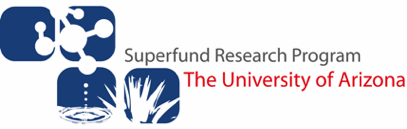 Superfund Research Program
The University of Arizona